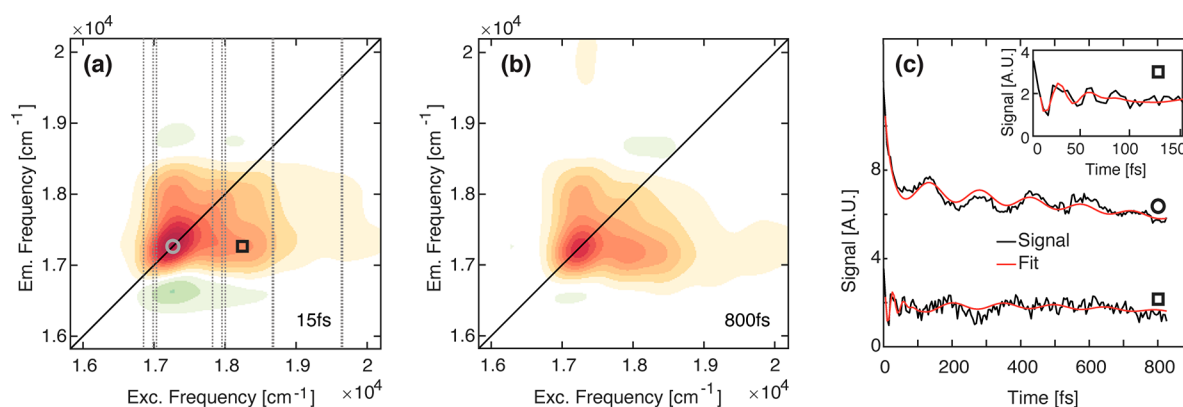 ×10⁴
2
1.9
1.8
1.7
1.6
Em. Frequency [cm⁻¹]
(a)
15fs
1.6
1.7
1.8
1.9
2
Exc. Frequency [cm⁻¹]
×10⁴
×10⁴
2
1.9
1.8
1.7
1.6
Em. Frequency [cm⁻¹]
(b)
800fs
1.6
1.7
1.8
1.9
2
Exc. Frequency [cm⁻¹]
×10⁴
(c)
8
4
0
Signal [A.U.]
4
2
0
Signal [A.U.]
0
50
100
150
Time [fs]
Signal
Fit
0
200
400
600
800
Time [fs]